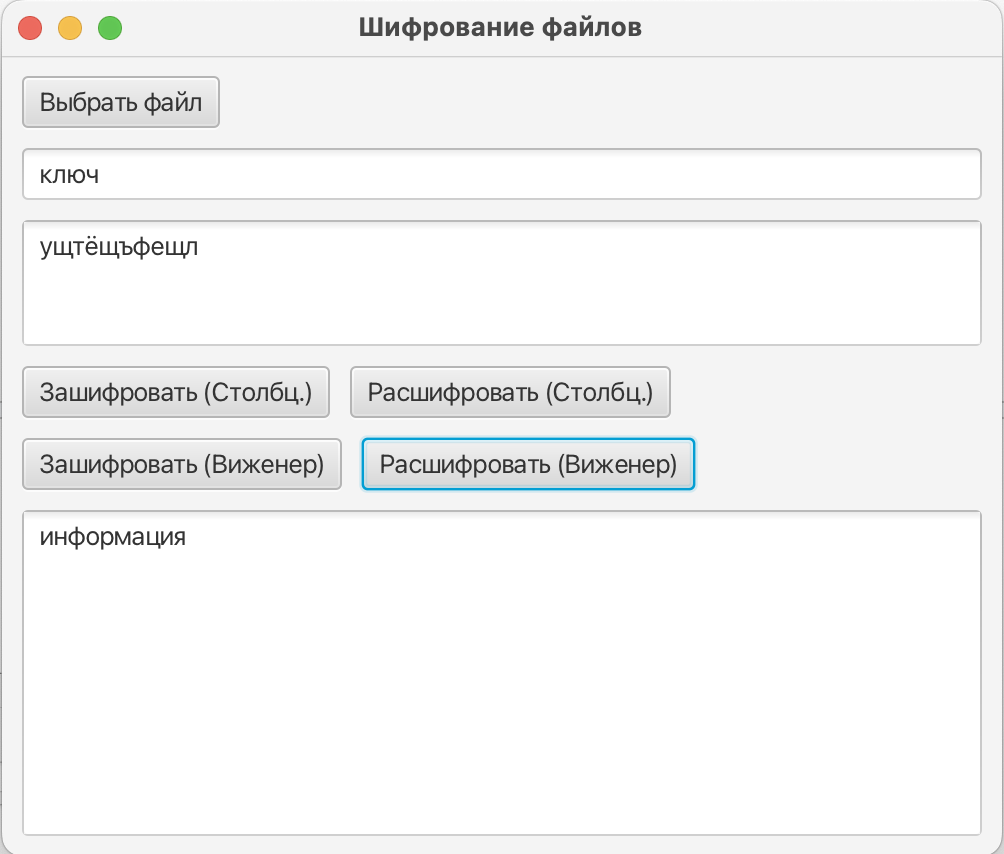 Шифрование файлов
Выбрать файл
ключ
ущтёщъфещл
Зашифровать (Столбц.) Расшифровать (Столбц.)
Зашифровать (Виженер) Расшифровать (Виженер)
информация